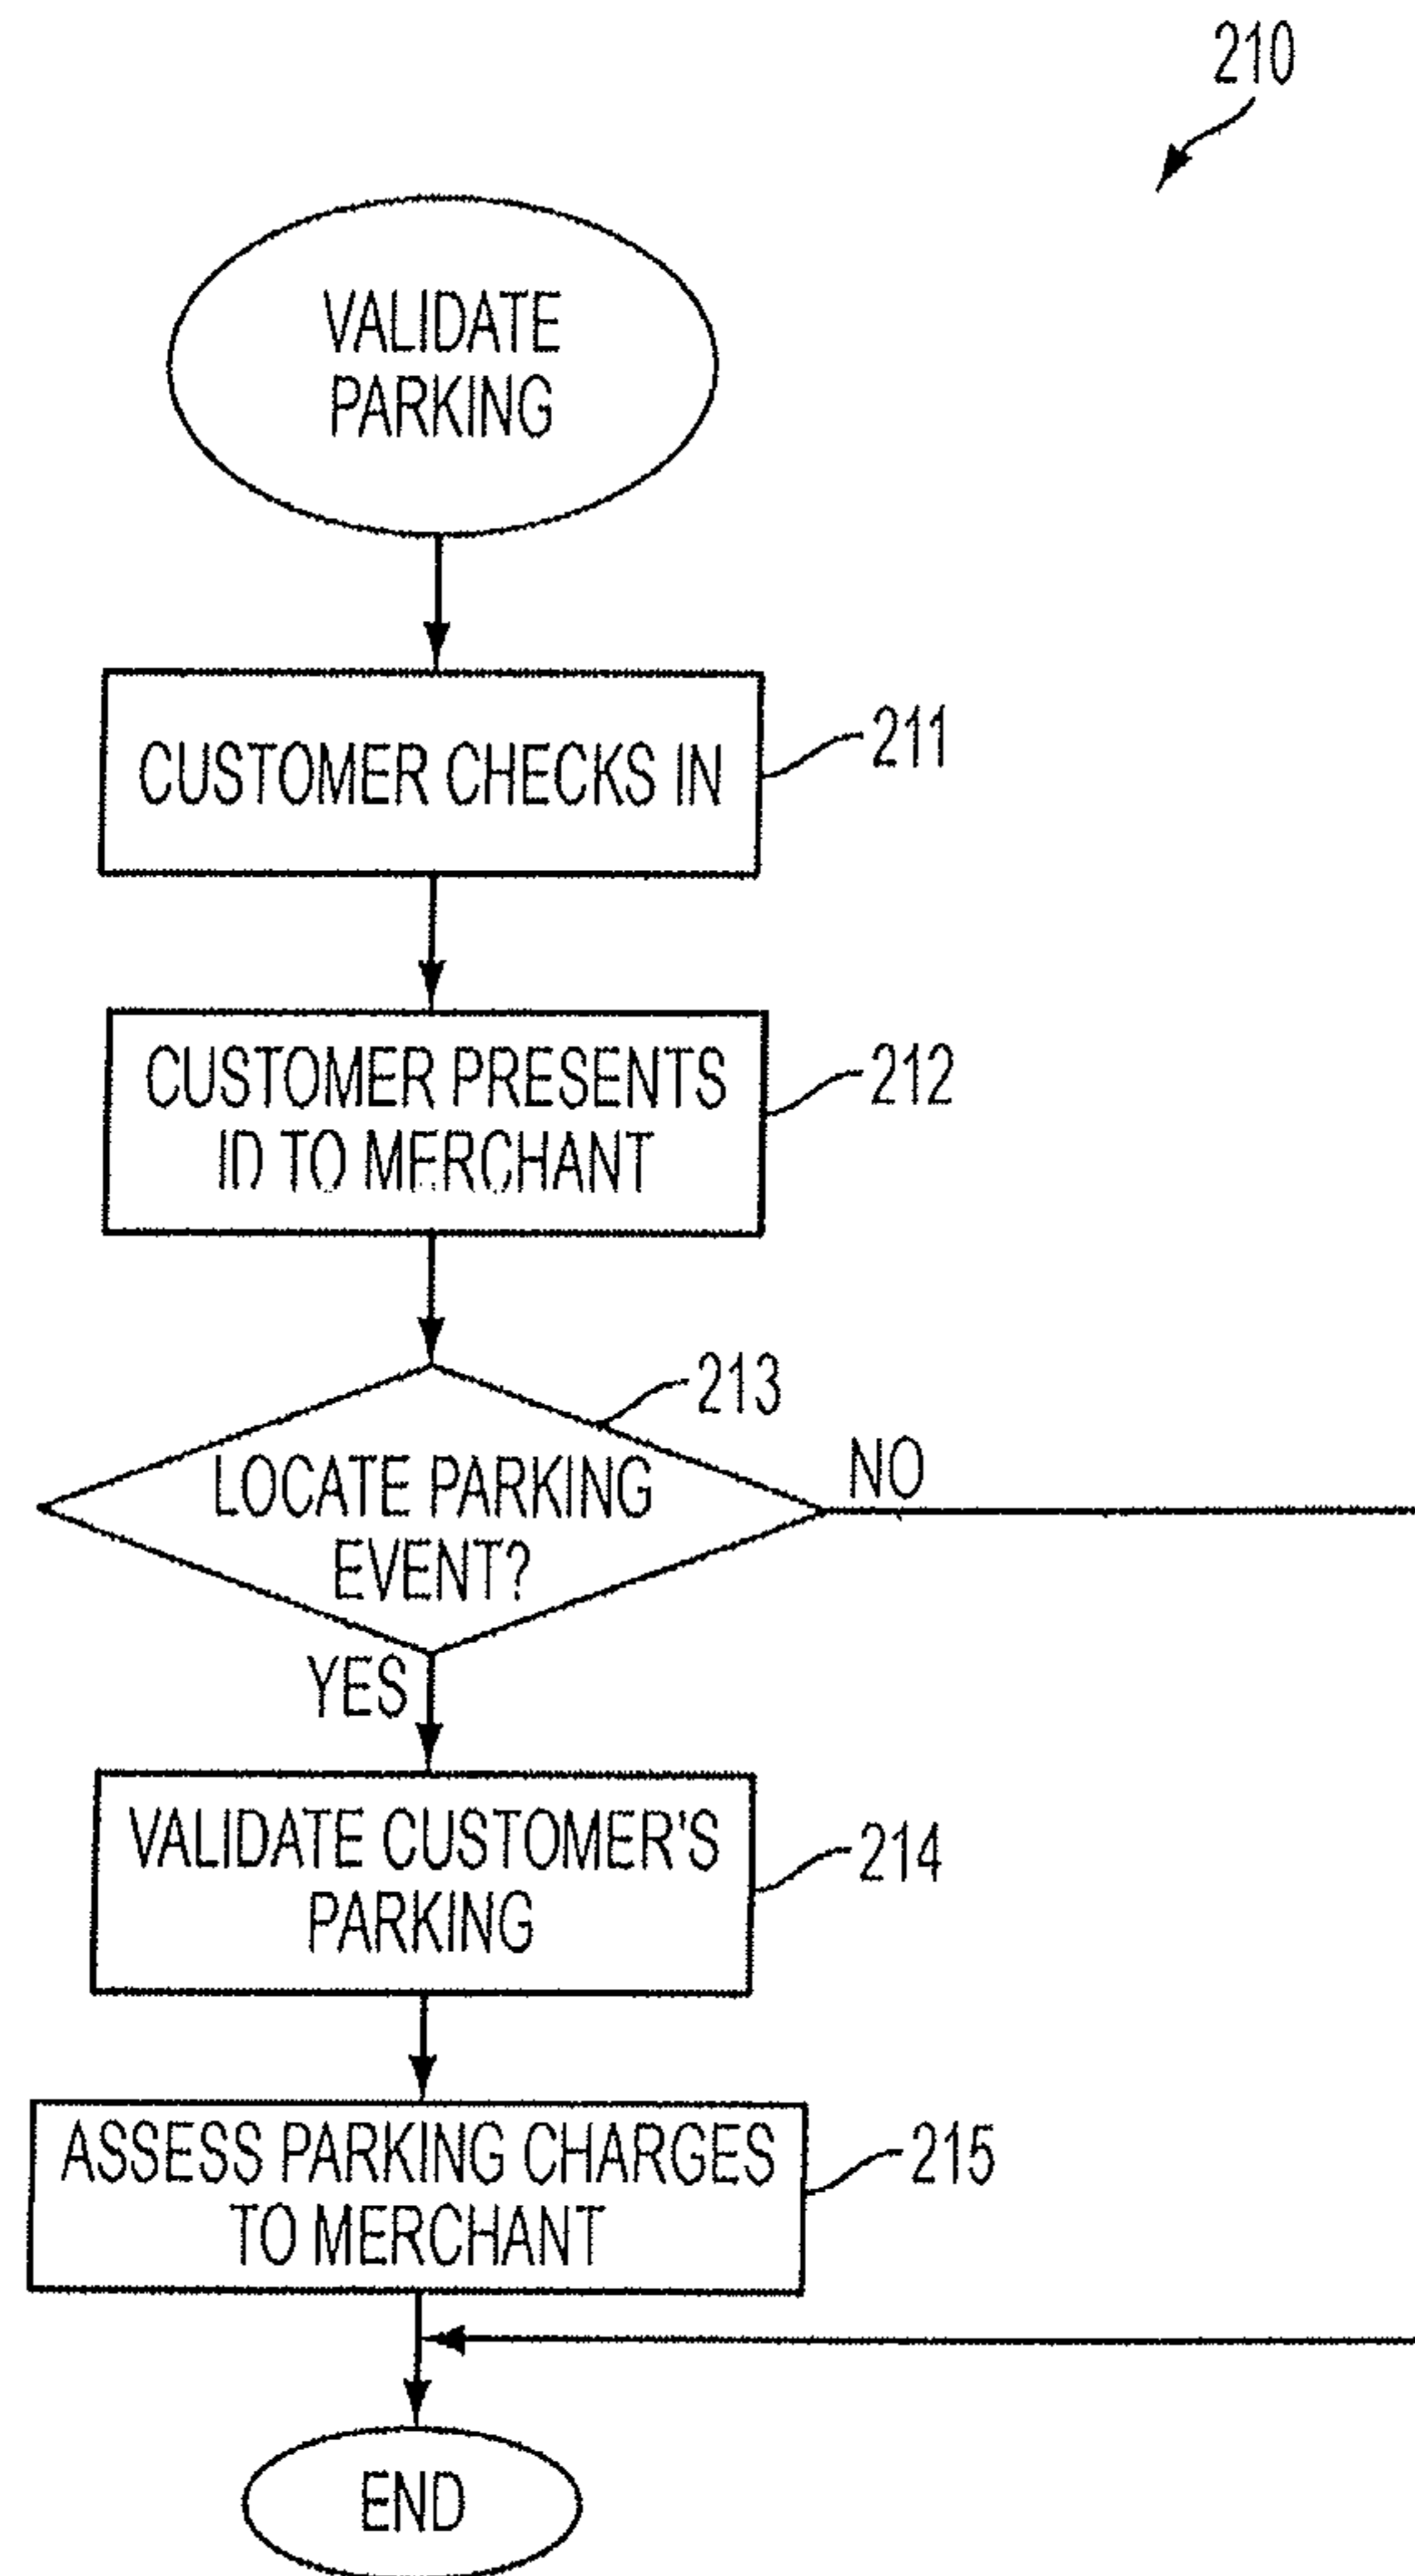 210
VALIDATE
PARKING
CUSTOMER CHECKS IN
211
CUSTOMER PRESENTS
ID TO MERCHANT
212
213
LOCATE PARKING
EVENT?
NO
YES
VALIDATE CUSTOMER'S
PARKING
214
ASSESS PARKING CHARGES
TO MERCHANT
215
END